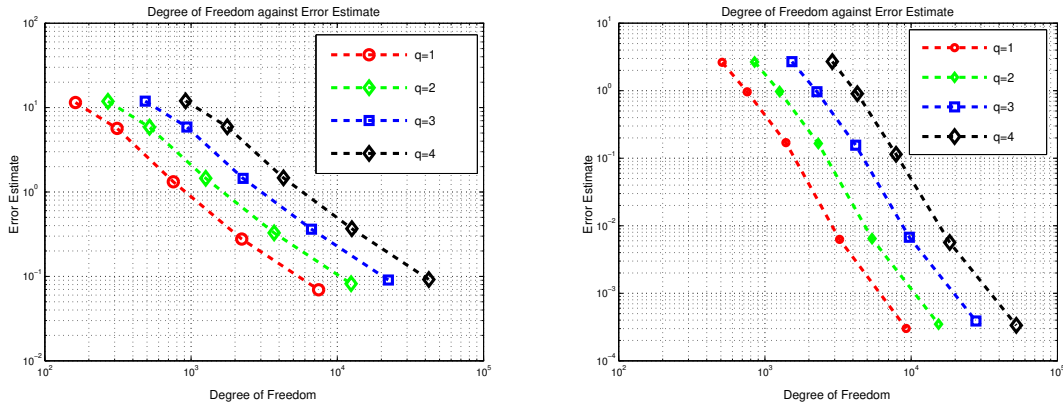 Degree of Freedom against Error Estimate
10^2
10^1
10^0
10^-1
10^-2
Error Estimate
10^2 10^3 10^4 10^5
Degree of Freedom
q=1
q=2
q=3
q=4
Degree of Freedom against Error Estimate
10^1
10^0
10^-1
10^-2
10^-3
10^-4
Error Estimate
10^2 10^3 10^4 10^5
Degree of Freedom
q=1
q=2
q=3
q=4